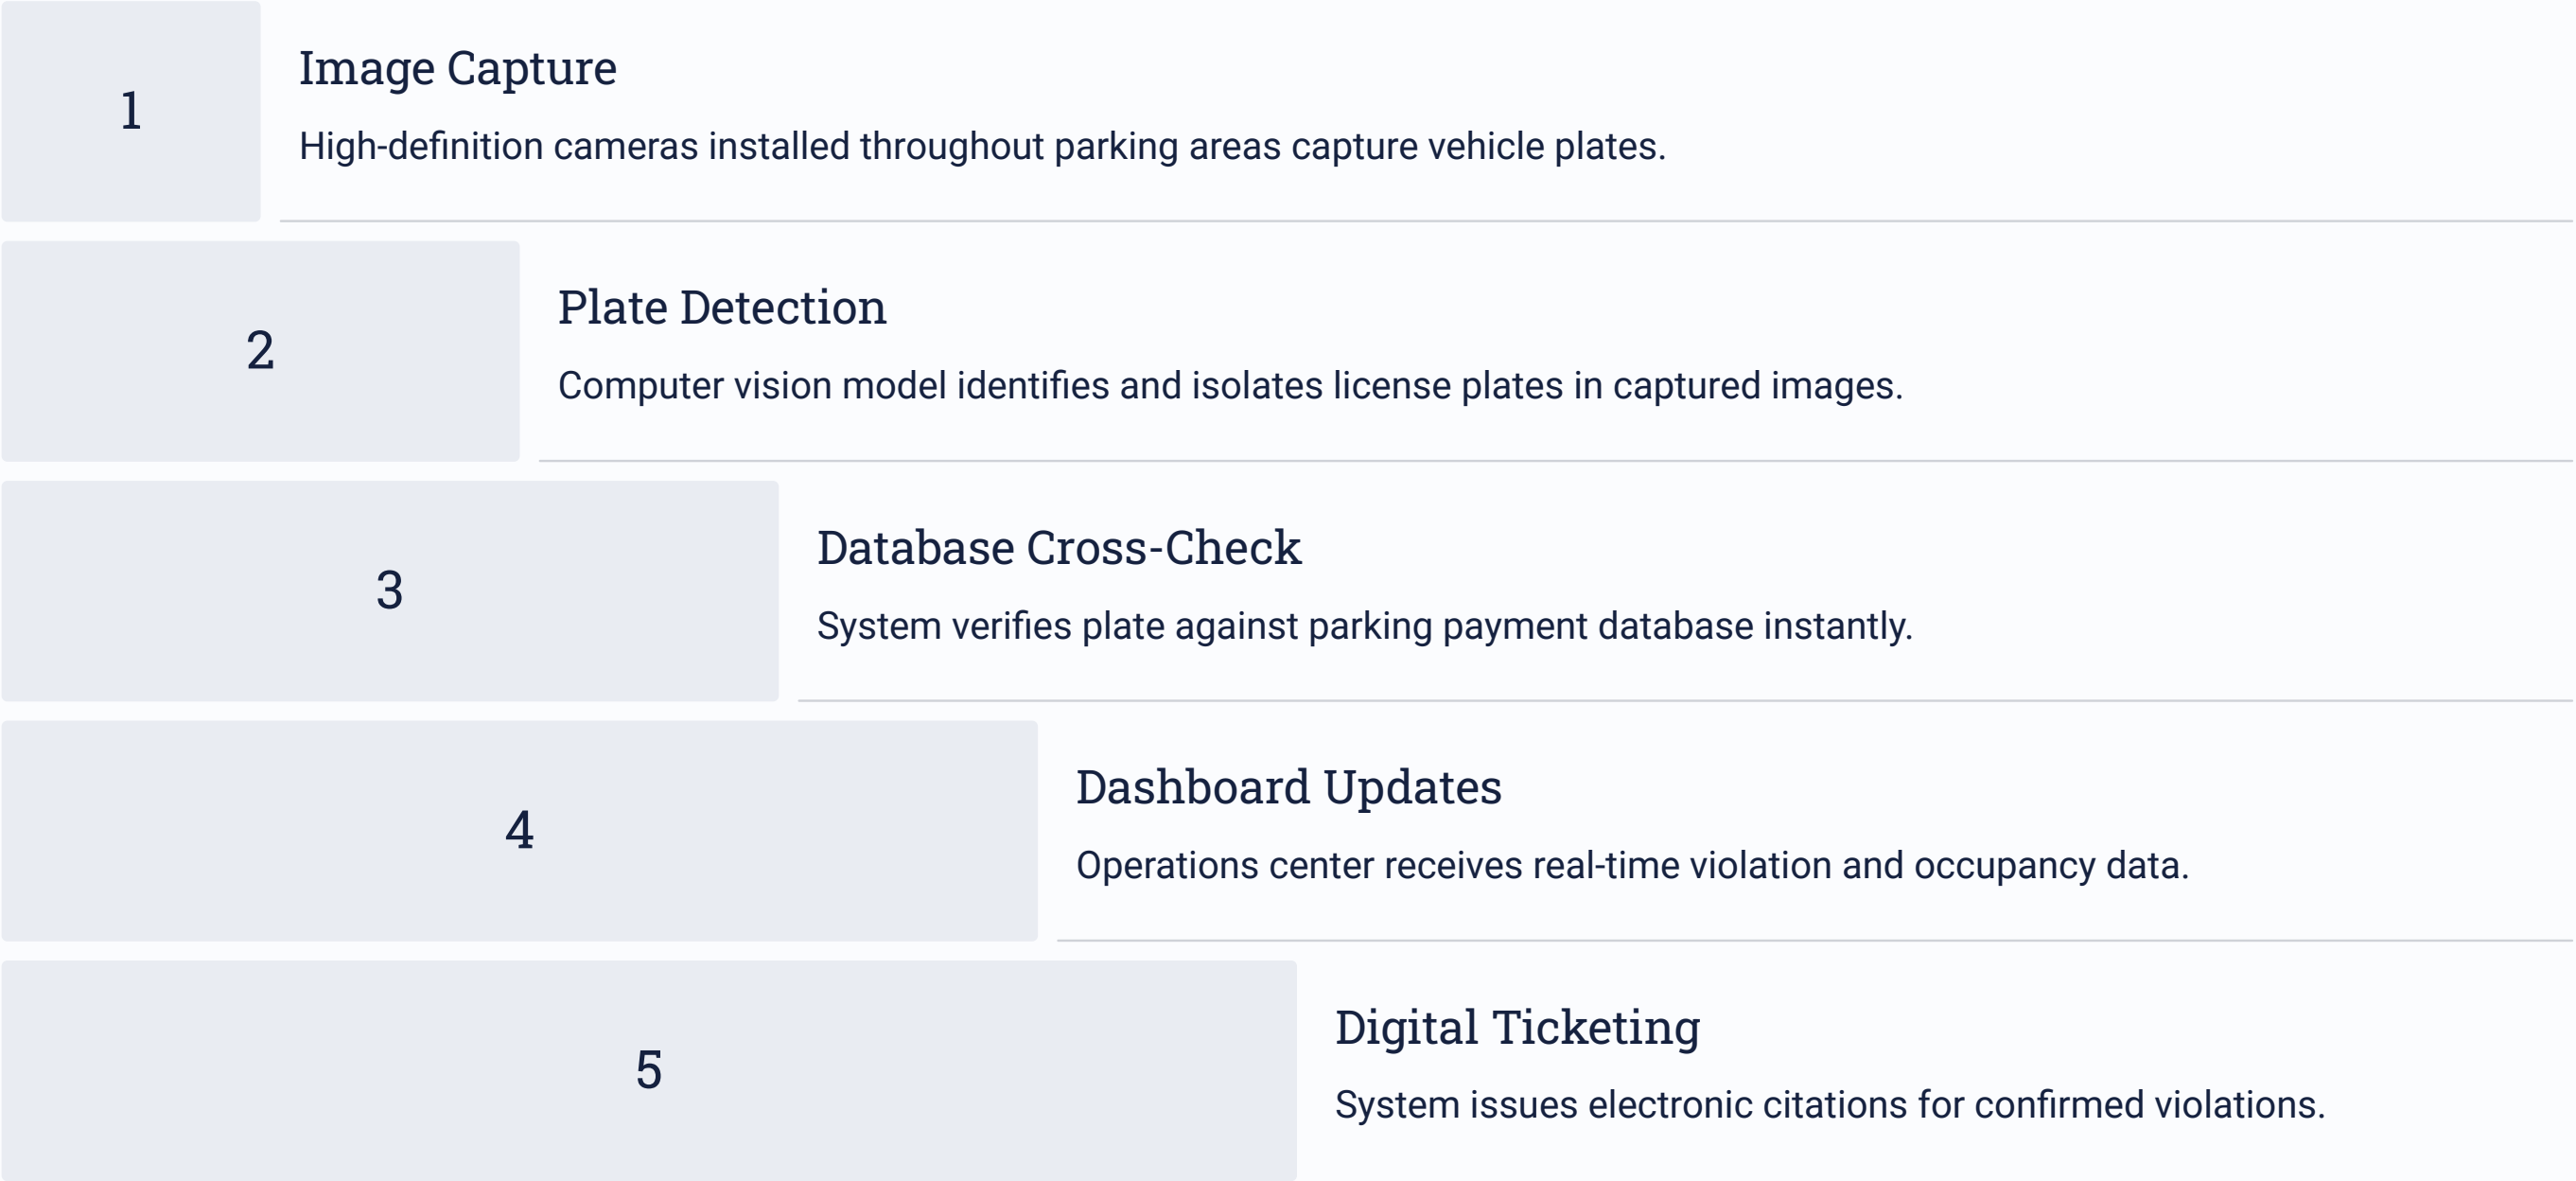 1
Image Capture
High-definition cameras installed throughout parking areas capture vehicle plates.
2
Plate Detection
Computer vision model identifies and isolates license plates in captured images.
3
Database Cross-Check
System verifies plate against parking payment database instantly.
4
Dashboard Updates
Operations center receives real-time violation and occupancy data.
5
Digital Ticketing
System issues electronic citations for confirmed violations.